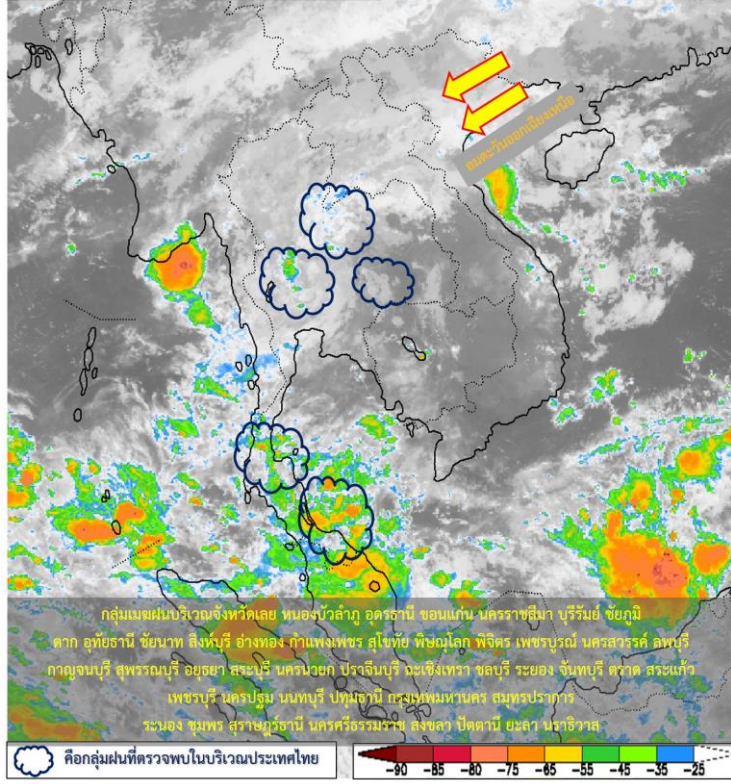 ลมตะวันออกเฉียงเหนือ
กลุ่มเมฆฝนบริเวณจังหวัดเลย หนองบัวลำภู อุดรธานี ขอนแก่น นครราชสีมา บุรีรัมย์ ชัยภูมิ
ตาก อุทัยธานี ชัยนาท สิงห์บุรี อ่างทอง กำแพงเพชร สุโขทัย พิษณุโลก พิจิตร เพชรบูรณ์ นครสวรรค์ ลพบุรี
กาญจนบุรี สุพรรณบุรี อยุธยา สระบุรี นครนายก ปราจีนบุรี ฉะเชิงเทรา ชลบุรี ระยอง จันทบุรี ตราด สระแก้ว
เพชรบุรี นครปฐม นนทบุรี ปทุมธานี กรุงเทพมหานคร สมุทรปราการ
ระนอง ชุมพร สุราษฎร์ธานี นครศรีธรรมราช สงขลา ปัตตานี ยะลา นราธิวาส
คือกลุ่มฝนที่ตรวจพบในบริเวณประเทศไทย
-90 -85 -80 -75 -65 -55 -45 -35 -25